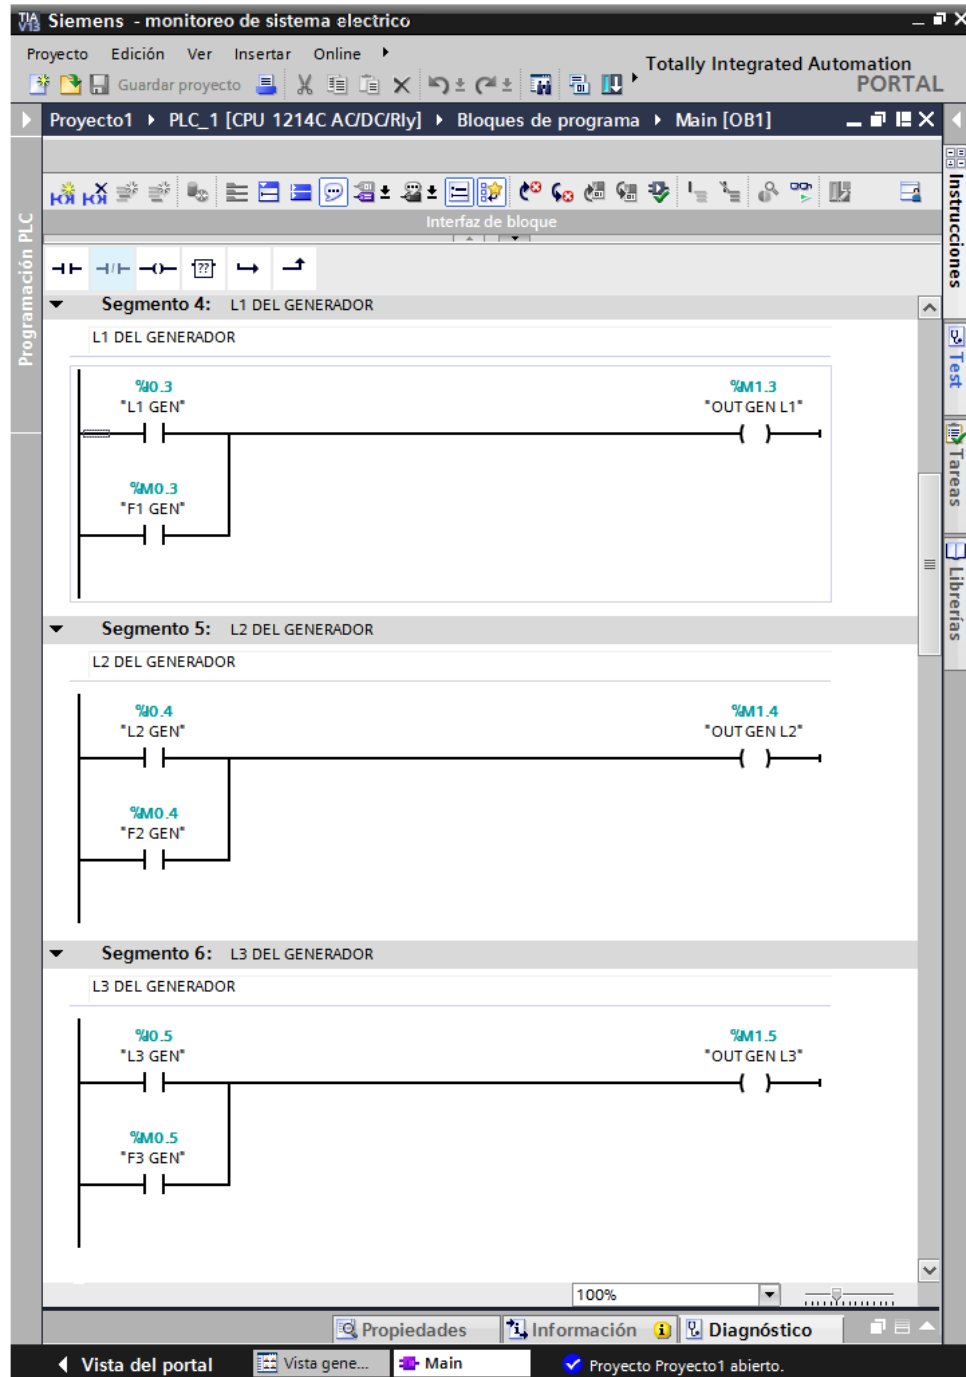 TIA
V13
Siemens - monitoreo de sistema electrico
Proyecto Edición Ver Insertar Online
Totally Integrated Automation
PORTAL
Guardar proyecto
Proyecto1 PLC_1 [CPU 1214C AC/DC/Rly] Bloques de programa Main [OB1]
Interfaz de bloque
??
Programación PLC
Instrucciones
Test
Tareas
Librerías
Segmento 4: L1 DEL GENERADOR
L1 DEL GENERADOR
%I0.3 %M1.3
"L1 GEN" "OUT GEN L1"
%M0.3
"F1 GEN"
Segmento 5: L2 DEL GENERADOR
L2 DEL GENERADOR
%I0.4 %M1.4
"L2 GEN" "OUT GEN L2"
%M0.4
"F2 GEN"
Segmento 6: L3 DEL GENERADOR
L3 DEL GENERADOR
%I0.5 %M1.5
"L3 GEN" "OUT GEN L3"
%M0.5
"F3 GEN"
100%
Propiedades Información Diagnóstico
Vista del portal Vista gene... Main Proyecto Proyecto1 abierto.